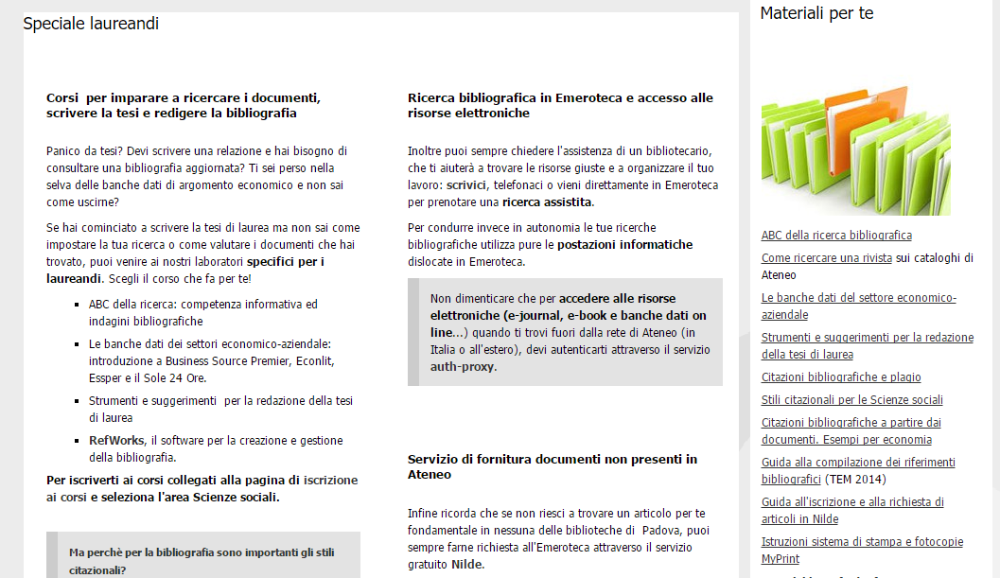 Speciale laureandi
Corsi  per imparare a ricercare i documenti,
scrivere la tesi e redigere la bibliografia
Panico da tesi? Devi scrivere una relazione e hai bisogno di
consultare una bibliografia aggiornata? Ti sei perso nella
selva delle banche dati di argomento economico e non sai
come uscirne?
Se hai cominciato a scrivere la tesi di laurea ma non sai come
impostare la tua ricerca o come valutare i documenti che hai
trovato, puoi venire ai nostri laboratori specifici per i
laureandi. Scegli il corso che fa per te!
ABC della ricerca: competenza informativa ed
indagini bibliografiche
Le banche dati dei settori economico-aziendale:
introduzione a Business Source Premier, Econlit,
Essper e il Sole 24 Ore.
Strumenti e suggerimenti  per la redazione della tesi
di laurea
RefWorks, il software per la creazione e gestione
della bibliografia.
Per iscriverti ai corsi collegati alla pagina di iscrizione
ai corsi e seleziona l'area Scienze sociali.
Ma perchè per la bibliografia sono importanti gli stili
citazionali?
Ricerca bibliografica in Emeroteca e accesso alle
risorse elettroniche
Inoltre puoi sempre chiedere l'assistenza di un bibliotecario,
che ti aiuterà a trovare le risorse giuste e a organizzare il tuo
lavoro: scrivici, telefonaci o vieni direttamente in Emeroteca
per prenotare una ricerca assistita.
Per condurre invece in autonomia le tue ricerche
bibliografiche utilizza pure le postazioni informatiche
dislocate in Emeroteca.
Non dimenticare che per accedere alle risorse
elettroniche (e-journal, e-book e banche dati on
line...) quando ti trovi fuori dalla rete di Ateneo (in
Italia o all'estero), devi autenticarti attraverso il servizio
auth-proxy.
Servizio di fornitura documenti non presenti in
Ateneo
Infine ricorda che se non riesci a trovare un articolo per te
fondamentale in nessuna delle biblioteche di  Padova, puoi
sempre farne richiesta all'Emeroteca attraverso il servizio
gratuito Nilde.
Materiali per te
ABC della ricerca bibliografica
Come ricercare una rivista sui cataloghi di
Ateneo
Le banche dati del settore economico-
aziendale
Strumenti e suggerimenti per la redazione
della tesi di laurea
Citazioni bibliografiche e plagio
Stili citazionali per le Scienze sociali
Citazioni bibliografiche a partire dai
documenti. Esempi per economia
Guida alla compilazione dei riferimenti
bibliografici (TEM 2014)
Guida all'iscrizione e alla richiesta di
articoli in Nilde
Istruzioni sistema di stampa e fotocopie
MyPrint